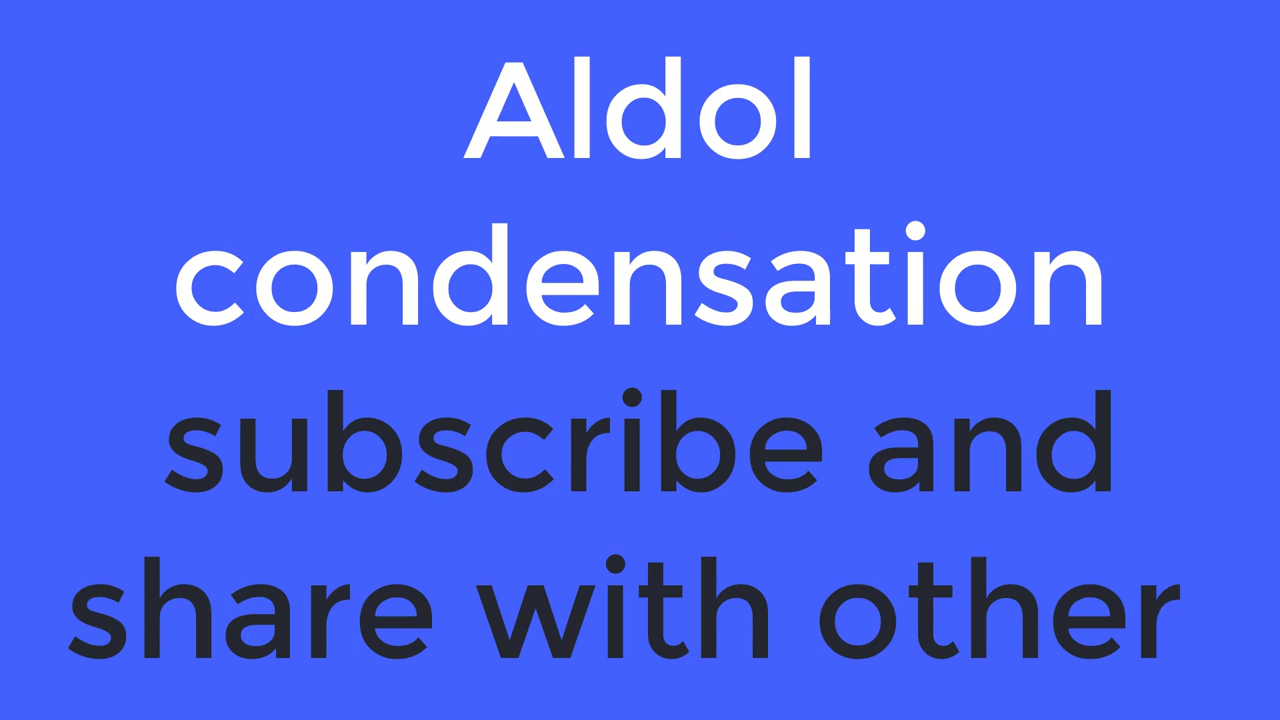 Aldol
condensation
subscribe and
share with other